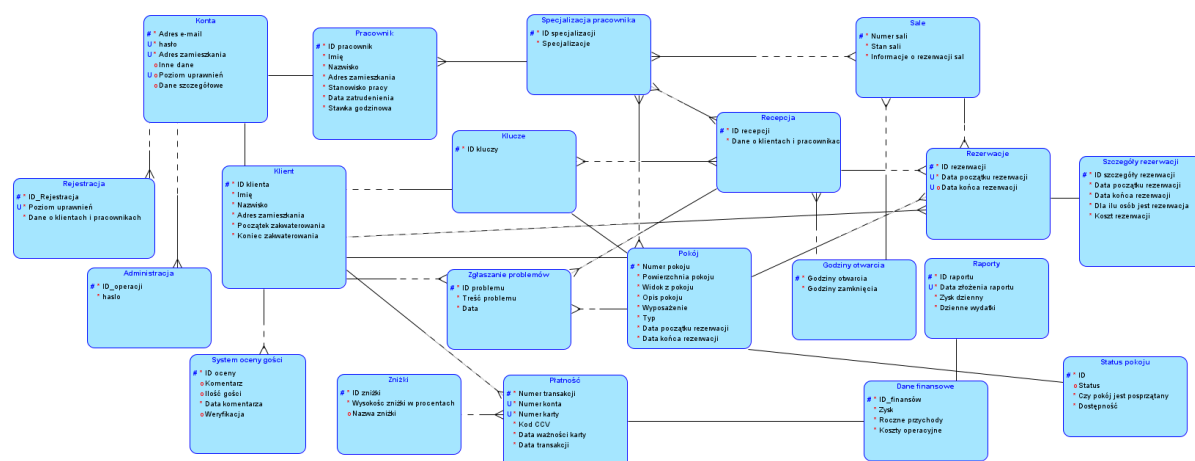 Konta
# * Adres e-mail
U * hasło
U * Adres zamieszkania
o Inne dane
U o Poziom uprawnień
o Dane szczegółowe
Pracownik
# * ID pracownik
* Imię
* Nazwisko
* Adres zamieszkania
* Stanowisko pracy
* Data zatrudenienia
* Stawka godzinowa
Specjalizacja pracownika
# * ID specjalizacji
* Specjalizacje
Sale
# * Numer sali
* Stan sali
* Informacje o rezerwacji sal
Klucze
# * ID kluczy
Recepcja
# * ID recepcji
* Dane o klientach i pracownikac
Rezerwacje
# * ID rezerwacji
U * Data początku rezerwacji
U o Data końca rezerwacji
Szczegóły rezerwacji
# * ID szczegóły rezerwacji
* Data początku rezerwacji
* Data końca rezerwacji
* Dla ilu osób jest rezerwacja
* Koszt rezerwacji
Rejestracja
# * ID_Rejestracja
U * Poziom uprawnień
* Dane o klientach i pracownikach
Klient
# * ID klienta
* Imię
* Nazwisko
* Adres zamieszkania
* Początek zakwaterowania
* Koniec zakwaterowania
Administracja
# * ID_operacji
* hasło
Zgłaszanie problemów
# * ID problemu
* Treść problemu
* Data
Pokój
# * Numer pokoju
* Powierzchnia pokoju
* Widok z pokoju
* Opis pokoju
* Wyposażenie
* Typ
* Data początku rezerwacji
* Data końca rezerwacji
Godziny otwarcia
# * Godziny otwarcia
* Godziny zamknięcia
Raporty
# * ID raportu
U * Data złożenia raportu
* Zysk dzienny
* Dzienne wydatki
System oceny gości
# * ID oceny
o Komentarz
o Ilość gości
* Data komentarza
o Weryfikacja
Zniżki
# * ID zniżki
* Wysokośc zniżki w procentach
o Nazwa zniżki
Płatność
# * Numer transakcji
U * Numer konta
U * Numer karty
* Kod CCV
* Data ważności karty
* Data transakcji
Dane finansowe
# * ID_finansów
* Zysk
* Roczne przychody
* Koszty operacyjne
Status pokoju
# * ID
o Status
* Czy pokój jest posprzątany
* Dostępność